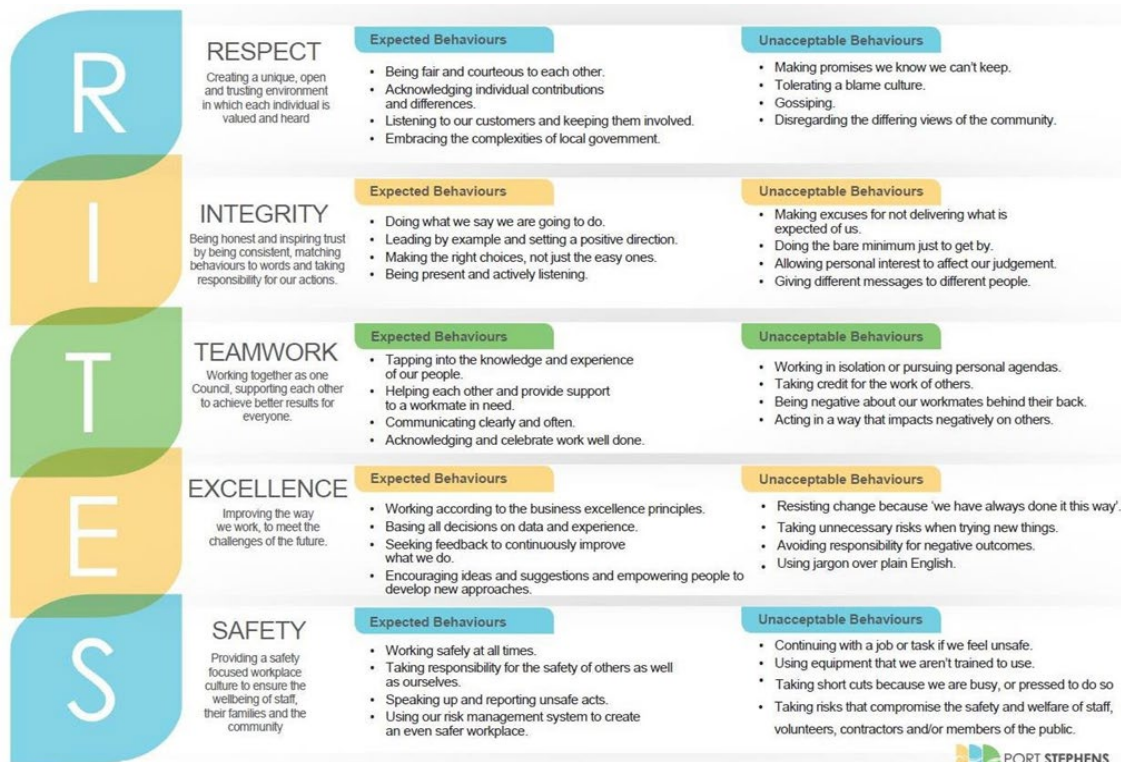 R
RESPECT
Creating a unique, open
and trusting environment
in which each individual is
valued and heard
Expected Behaviours
• Being fair and courteous to each other.
• Acknowledging individual contributions
and differences.
• Listening to our customers and keeping them involved.
• Embracing the complexities of local government.
Unacceptable Behaviours
• Making promises we know we can't keep.
• Tolerating a blame culture.
• Gossiping.
• Disregarding the differing views of the community.
I
INTEGRITY
Being honest and inspiring trust
by being consistent, matching
behaviours to words and taking
responsibility for our actions.
Expected Behaviours
• Doing what we say we are going to do.
• Leading by example and setting a positive direction.
• Making the right choices, not just the easy ones.
• Being present and actively listening.
Unacceptable Behaviours
• Making excuses for not delivering what is
expected of us.
• Doing the bare minimum just to get by.
• Allowing personal interest to affect our judgement.
• Giving different messages to different people.
T
TEAMWORK
Working together as one
Council, supporting each other
to achieve better results for
everyone.
Expected Behaviours
• Tapping into the knowledge and experience
of our people.
• Helping each other and provide support
to a workmate in need.
• Communicating clearly and often.
• Acknowledging and celebrate work well done.
Unacceptable Behaviours
• Working in isolation or pursuing personal agendas.
• Taking credit for the work of others.
• Being negative about our workmates behind their back.
• Acting in a way that impacts negatively on others.
E
EXCELLENCE
Improving the way
we work, to meet the
challenges of the future.
Expected Behaviours
• Working according to the business excellence principles.
• Basing all decisions on data and experience.
• Seeking feedback to continuously improve
what we do.
• Encouraging ideas and suggestions and empowering people to
develop new approaches.
Unacceptable Behaviours
• Resisting change because 'we have always done it this way'.
• Taking unnecessary risks when trying new things.
• Avoiding responsibility for negative outcomes.
• Using jargon over plain English.
S
SAFETY
Providing a safety
focused workplace
culture to ensure the
wellbeing of staff,
their families and the
community
Expected Behaviours
• Working safely at all times.
• Taking responsibility for the safety of others as well
as ourselves.
• Speaking up and reporting unsafe acts.
• Using our risk management system to create
an even safer workplace.
Unacceptable Behaviours
• Continuing with a job or task if we feel unsafe.
• Using equipment that we aren't trained to use.
• Taking short cuts because we are busy, or pressed to do so
• Taking risks that compromise the safety and welfare of staff,
volunteers, contractors and/or members of the public.
PORT STEPHENS